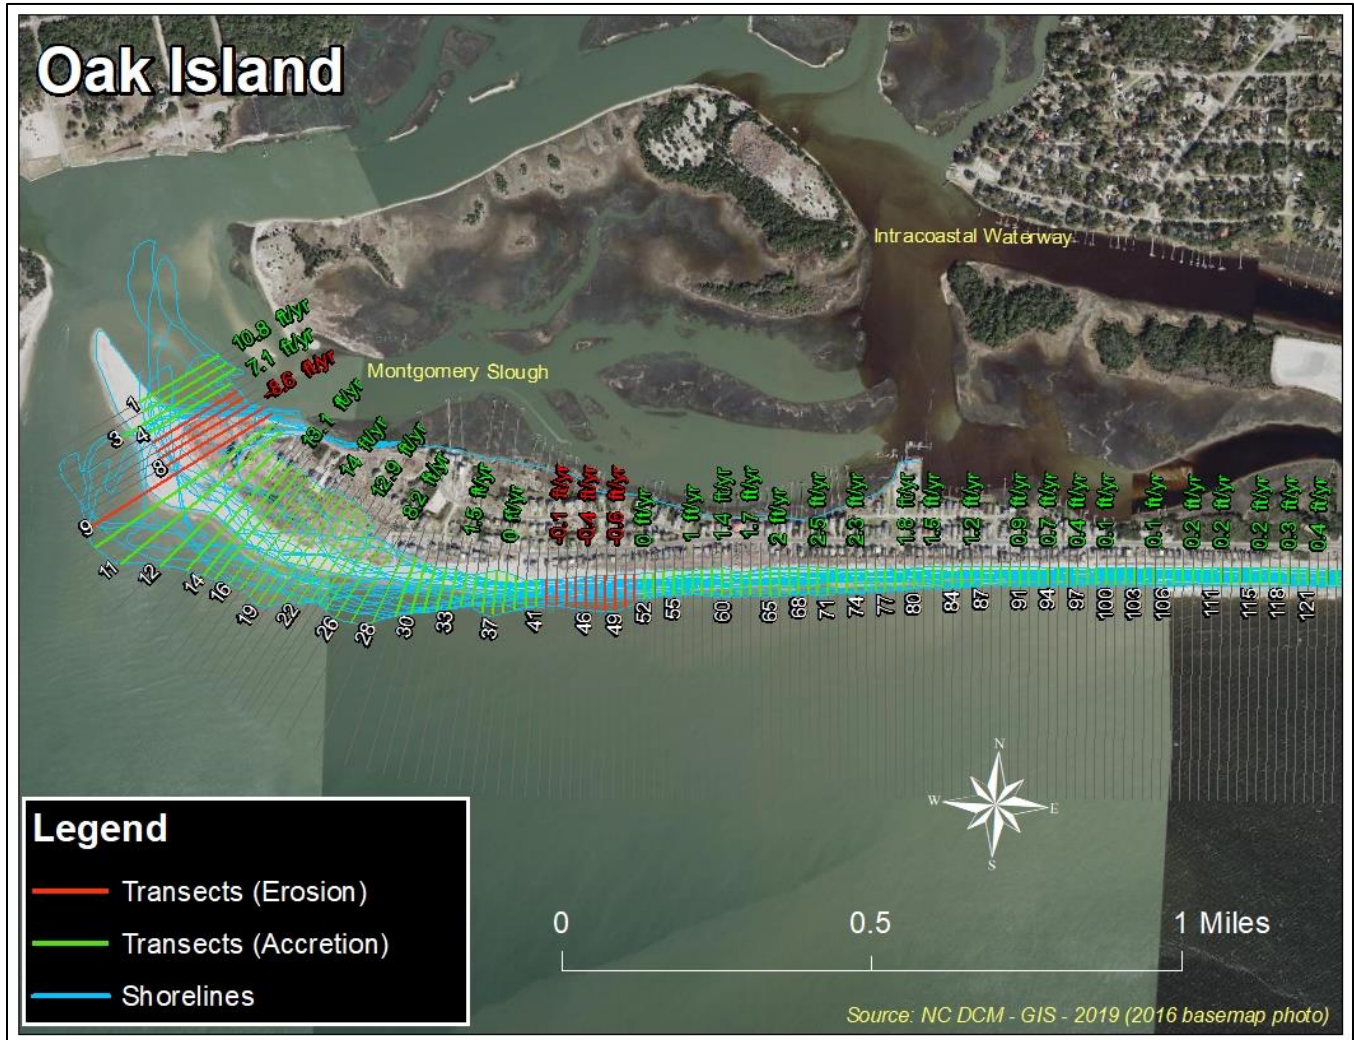 Oak Island
Intracoastal Waterway
Montgomery Slough
10.8 ft/yr
7.1 ft/yr
13.1 ft/yr
14 ft/yr
12.9 ft/yr
8.2 ft/yr
1.5 ft/yr
0 ft/yr
-0.1 ft/yr
-0.4 ft/yr
-0.6 ft/yr
0 ft/yr
1 ft/yr
1.4 ft/yr
1.7 ft/yr
2 ft/yr
2.5 ft/yr
2.3 ft/yr
1.8 ft/yr
1.5 ft/yr
1.2 ft/yr
0.9 ft/yr
0.7 ft/yr
0.4 ft/yr
0.1 ft/yr
0.1 ft/yr
0.2 ft/yr
0.2 ft/yr
0.2 ft/yr
0.3 ft/yr
0.4 ft/yr
1
3
4
8
9
11
12
14
16
19
22
26
28
30
33
37
41
46
49
52
55
60
65
68
71
74
77
80
84
87
91
94
97
100
103
106
111
115
118
121
N
W
E
S
Legend
Transects (Erosion)
Transects (Accretion)
Shorelines
0
0.5
1 Miles
Source: NC DCM - GIS - 2019 (2016 basemap photo)